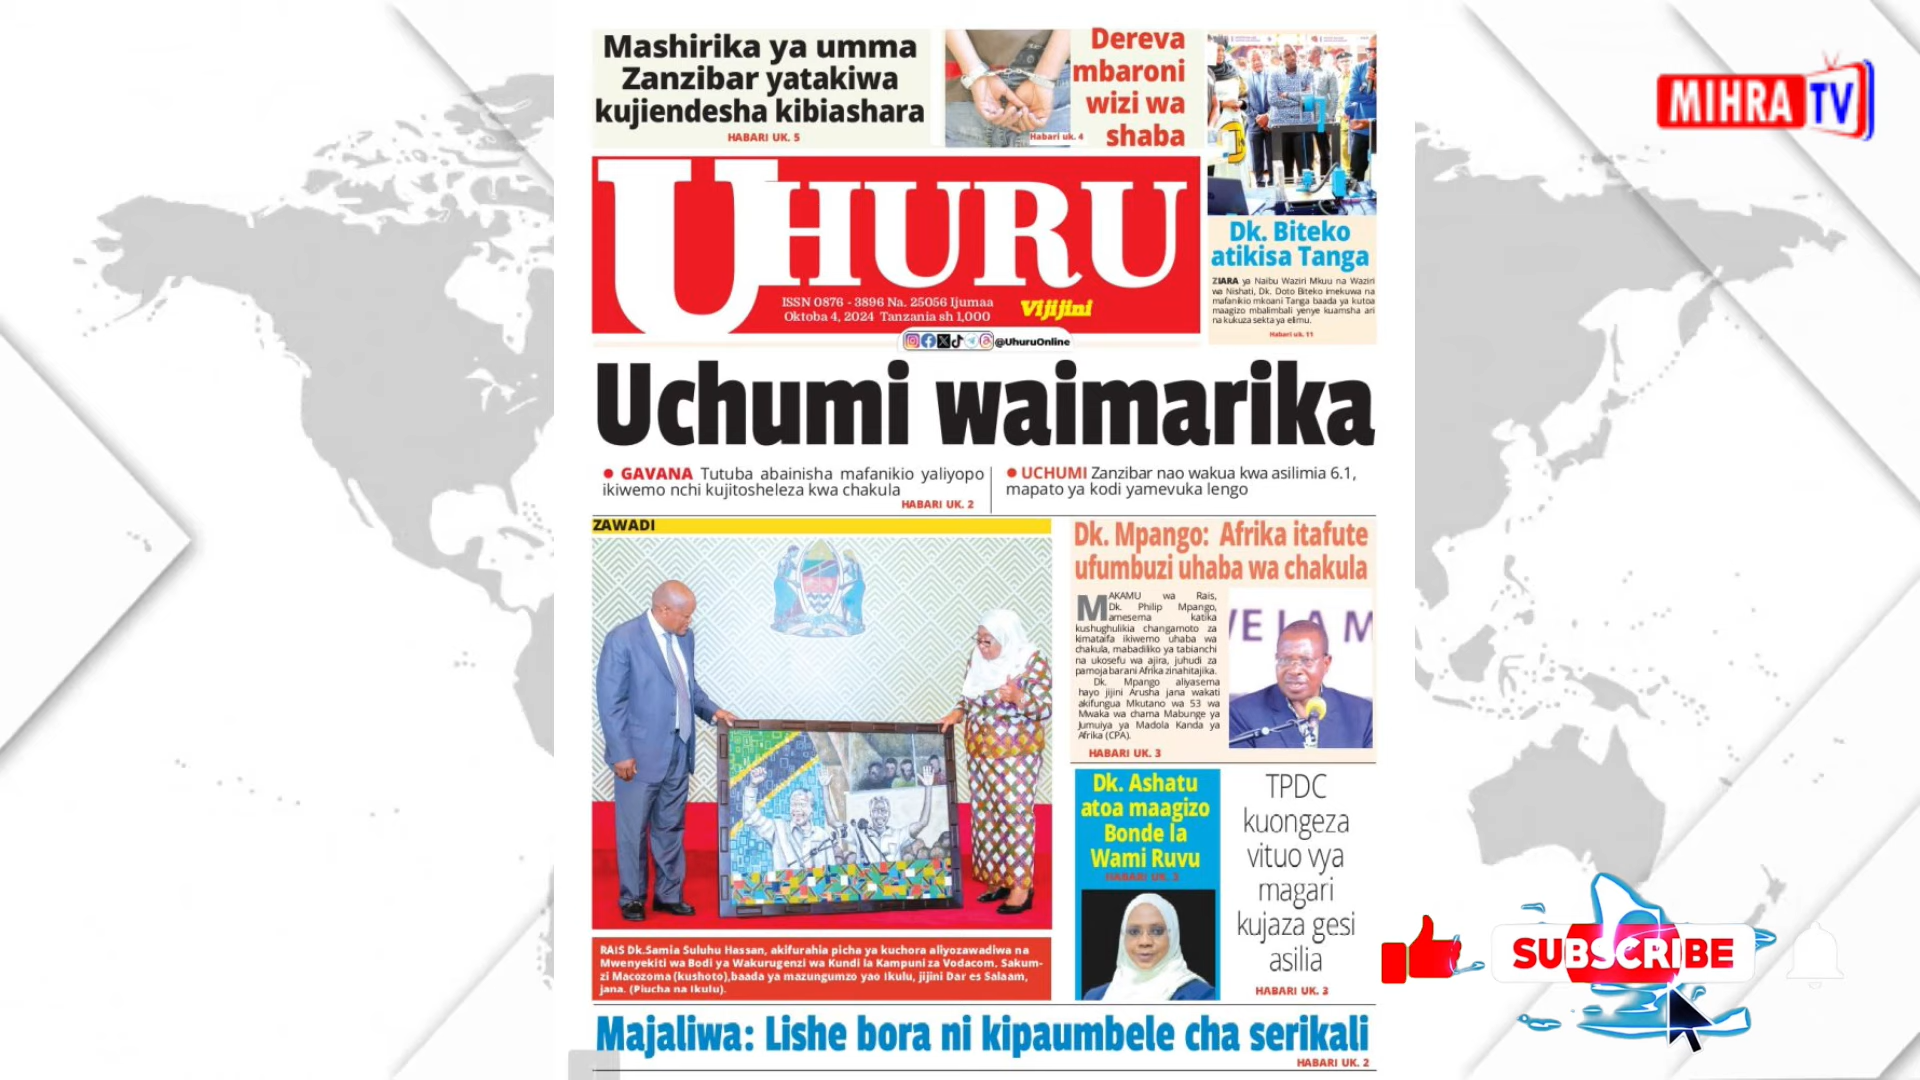 Mashirika ya umma
Zanzibar yatakiwa
kujiendesha kibiashara
HABARI UK. 5
Dereva
mbaroni
wizi wa
shaba
Habari uk. 4
MIHRA TV
UHURU
ISSN 0876 - 3896 Na. 25056 Ijumaa
Oktoba 4, 2024 Tanzania sh 1,000
Vijijini
@UhuruOnline
Dk. Biteko
atikisa Tanga
ZIARA ya Naibu Waziri Mkuu na Waziri
wa Nishati, Dk. Doto Biteko imekuwa na
mafanikio mkoani Tanga baada ya kutoa
maagizo mbalimbali yenye kuamsha ari
na kukuza sekta ya elimu.
Habari uk. 11
Uchumi waimarika
GAVANA Tutuba abainisha mafanikio yaliyopo
ikiwemo nchi kujitosheleza kwa chakula
HABARI UK. 2
UCHUMI Zanzibar nao wakua kwa asilimia 6.1,
mapato ya kodi yamevuka lengo
ZAWADI
RAIS Dk.Samia Suluhu Hassan, akifurahia picha ya kuchora aliyozawadiwa na
Mwenyekiti wa Bodi ya Wakurugenzi wa Kundi la Kampuni za Vodacom, Sakum-
zi Macozoma (kushoto),baada ya mazungumzo yao Ikulu, jijini Dar es Salaam,
jana. (Piucha na Ikulu).
Dk. Mpango: Afrika itafute
ufumbuzi uhaba wa chakula
MAKAMU wa Rais,
Dk. Philip Mpango,
amesema katika
kushughulikia changamoto za
kimataifa ikiwemo uhaba wa
chakula, mabadiliko ya tabianchi
na ukosefu wa ajira, juhudi za
pamoja barani Afrika zinahitajika.
Dk. Mpango aliyasema
hayo jijini Arusha jana wakati
akifungua Mkutano wa 53 wa
Mwaka wa chama Mabunge ya
Jumuiya ya Madola Kanda ya
Afrika (CPA).
HABARI UK. 3
VE LA M
Dk. Ashatu
atoa maagizo
Bonde la
Wami Ruvu
HABARI UK. 3
TPDC
kuongeza
vituo vya
magari
kujaza gesi
asilia
HABARI UK. 3
SUBSCRIBE
Majaliwa: Lishe bora ni kipaumbele cha serikali
HABARI UK. 2